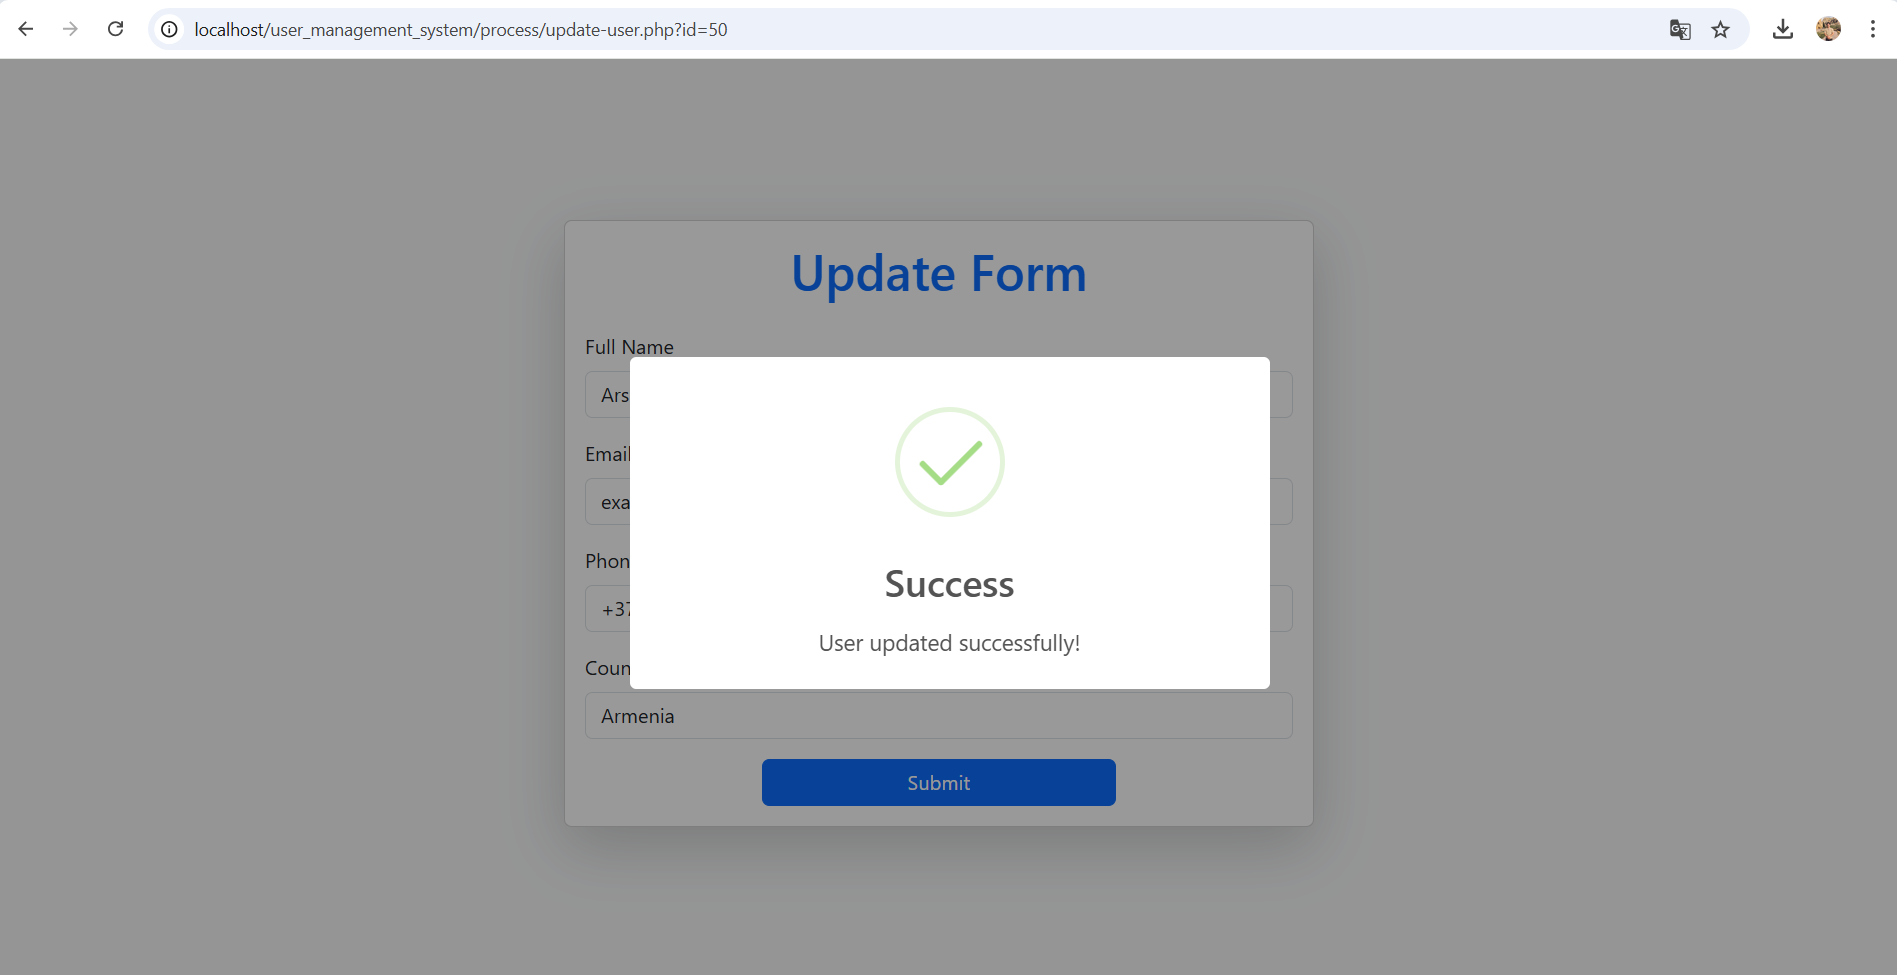 localhost/user_management_system/process/update-user.php?id=50
Update Form
Full Name
Ars
Email
exa
Phon
+37
Success
User updated successfully!
Coun
Armenia
Submit